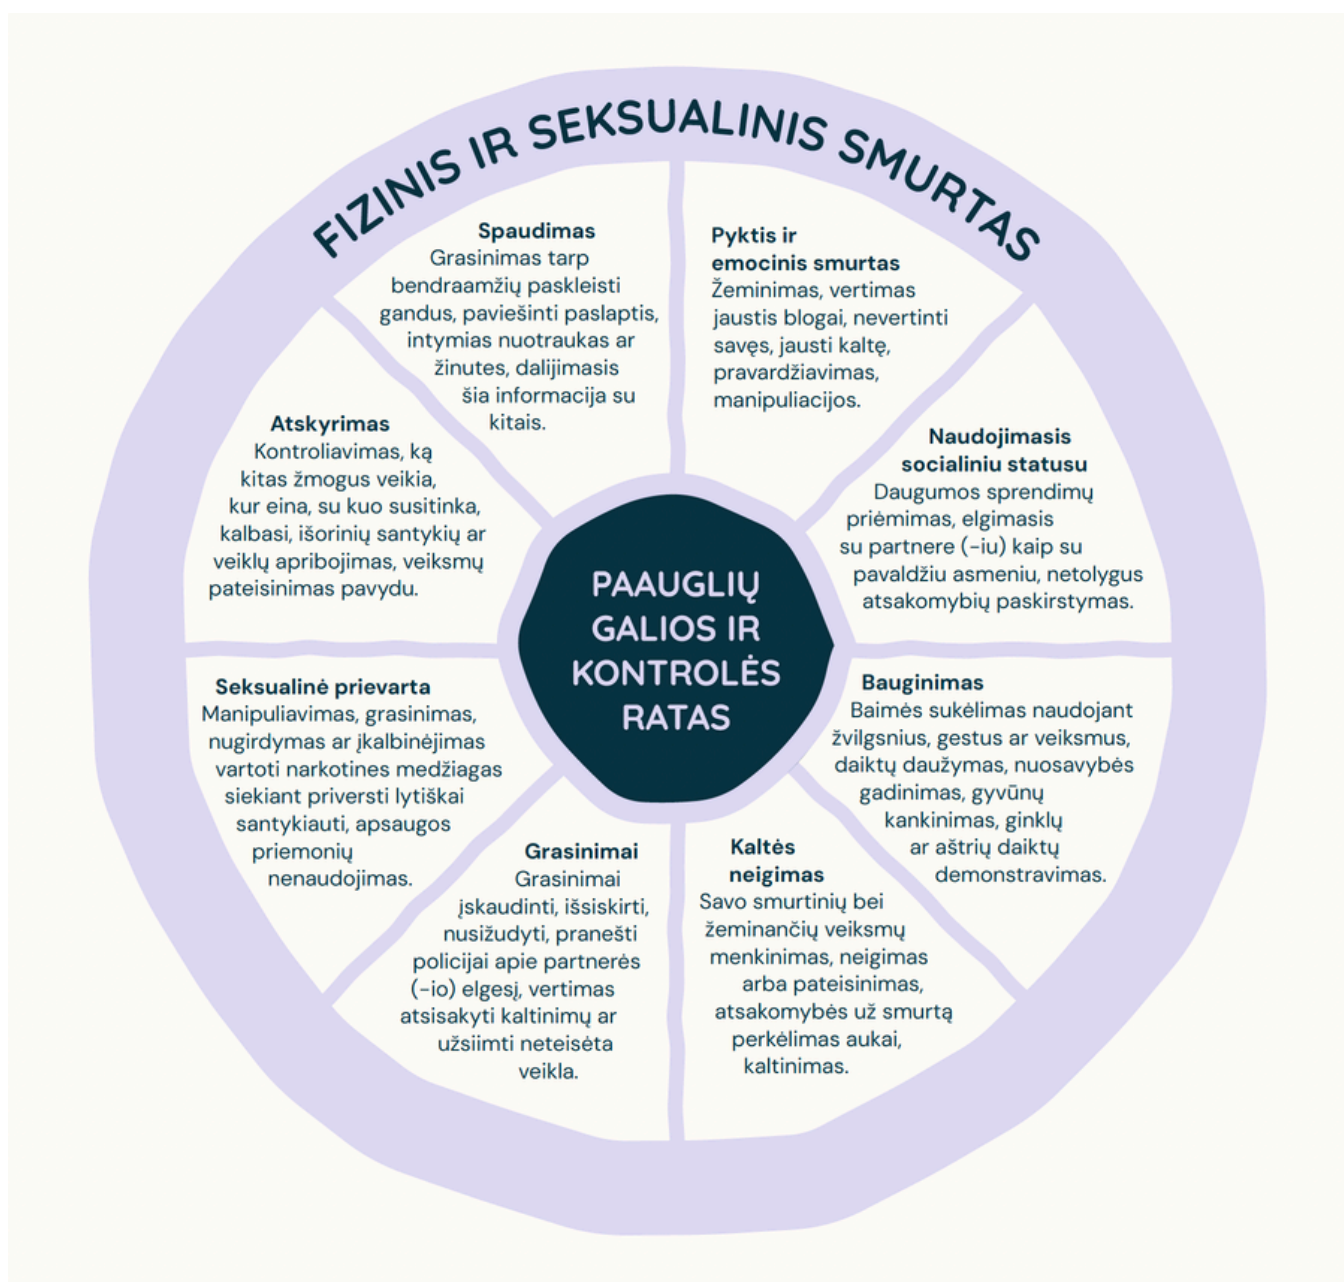 FIZINIS IR SEKSUALINIS SMURTAS
Spaudimas
Grasinimas tarp
bendraamžių paskleisti
gandus, paviešinti paslaptis,
intymias nuotraukas ar
žinutes, dalijimasis
šia informacija su
kitais.
Pyktis ir
emocinis smurtas
Žeminimas, vertimas
jaustis blogai, nevertinti
savęs, jausti kaltę,
pravardžiavimas,
manipuliacijos.
Naudojimasis
socialiniu statusu
Daugumos sprendimų
priėmimas, elgimasis
su partnere (-iu) kaip su
pavaldžiu asmeniu, netolygus
atsakomybių paskirstymas.
Bauginimas
Baimės sukėlimas naudojant
žvilgsnius, gestus ar veiksmus,
daiktų daužymas, nuosavybės
gadinimas, gyvūnų
kankinimas, ginklų
ar aštrių daiktų
demonstravimas.
Kaltės
neigimas
Savo smurtinių bei
žeminančių veiksmų
menkinimas, neigimas
arba pateisinimas,
atsakomybės už smurtą
perkėlimas aukai,
kaltinimas.
Grasinimai
Grasinimai
įskaudinti, išsiskirti,
nusižudyti, pranešti
policijai apie partnerės
(-io) elgesį, vertimas
atsisakyti kaltinimų ar
užsiimti neteisėta
veikla.
Seksualinė prievarta
Manipuliavimas, grasinimas,
nugirdymas ar įkalbinėjimas
vartoti narkotines medžiagas
siekiant priversti lytiškai
santykiauti, apsaugos
priemonių
nenaudojimas.
Atskyrimas
Kontroliavimas, ką
kitas žmogus veikia,
kur eina, su kuo susitinka,
kalbasi, išorinių santykių ar
veiklų apribojimas, veiksmų
pateisinimas pavydu.
PAAUGLIŲ
GALIOS IR
KONTROLĖS
RATAS